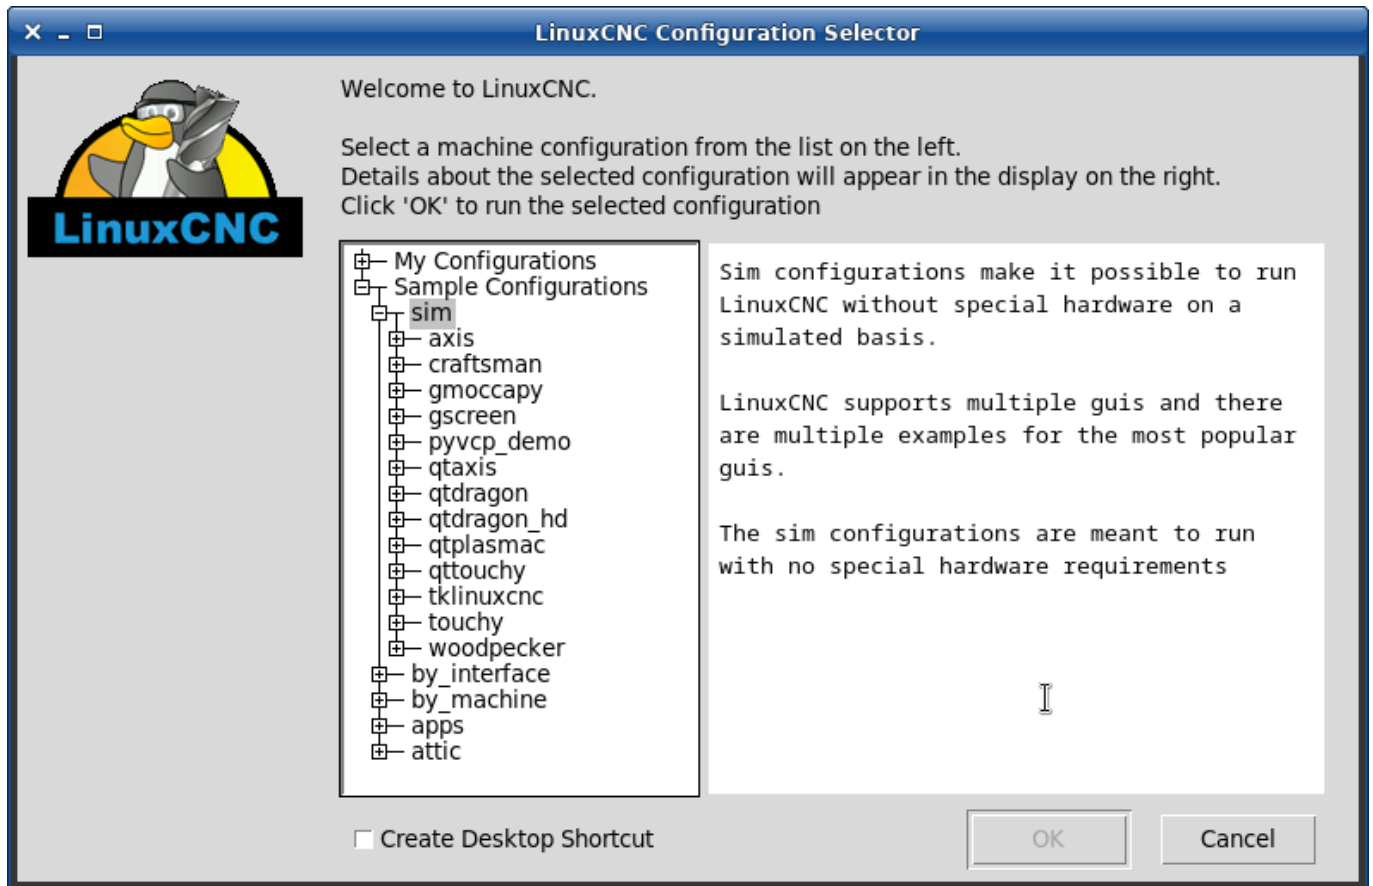 LinuxCNC Configuration Selector
LinuxCNC
Welcome to LinuxCNC.
Select a machine configuration from the list on the left.
Details about the selected configuration will appear in the display on the right.
Click 'OK' to run the selected configuration
My Configurations
Sample Configurations
sim
axis
craftsman
gmoccapy
gscreen
pyvcp_demo
qtaxis
qtdragon
qtdragon_hd
qtplasmac
qttouchy
tklinuxcnc
touchy
woodpecker
by_interface
by_machine
apps
attic
Sim configurations make it possible to run
LinuxCNC without special hardware on a
simulated basis.
LinuxCNC supports multiple guis and there
are multiple examples for the most popular
guis.
The sim configurations are meant to run
with no special hardware requirements
Create Desktop Shortcut
OK
Cancel